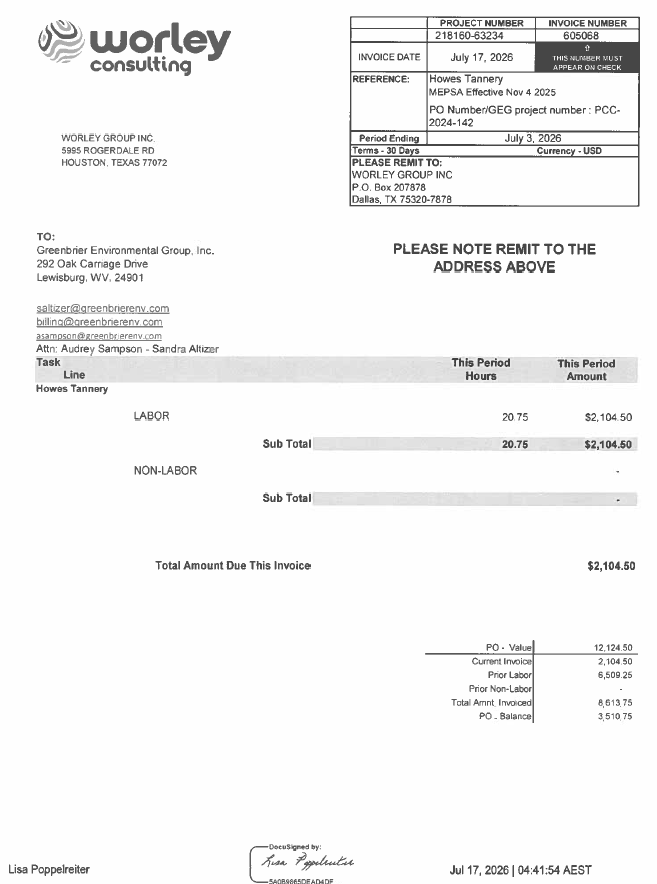 worley
consulting
PROJECT NUMBER INVOICE NUMBER
218160-63234 605068
INVOICE DATE July 17, 2026
⇧
THIS NUMBER MUST
APPEAR ON CHECK
REFERENCE: Howes Tannery
MEPSA Effective Nov 4 2025
PO Number/GEG project number : PCC-
2024-142
Period Ending July 3, 2026
Terms - 30 Days Currency - USD
PLEASE REMIT TO:
WORLEY GROUP INC
P.O. Box 207878
Dallas, TX 75320-7878
WORLEY GROUP INC.
5995 ROGERDALE RD
HOUSTON, TEXAS 77072
TO:
Greenbrier Environmental Group, Inc.
292 Oak Carriage Drive
Lewisburg, WV. 24901
PLEASE NOTE REMIT TO THE
ADDRESS ABOVE
saltizer@greenbrierenv.com
billing@greenbrierenv.com
asampson@greenbrierenv.com
Attn: Audrey Sampson - Sandra Altizer
Task This Period This Period
Line Hours Amount
Howes Tannery
LABOR 20.75 $2,104.50
Sub Total 20.75 $2,104.50
NON-LABOR -
Sub Total -
Total Amount Due This Invoice $2,104.50
PO - Value 12,124.50
Current Invoice 2,104.50
Prior Labor 6,509.25
Prior Non-Labor -
Total Amnt. Invoiced 8,613.75
PO - Balance 3,510.75
DocuSigned by:
Lisa Poppelreiter
5A0B9865DEAD4DF
Lisa Poppelreiter Jul 17, 2026 | 04:41:54 AEST